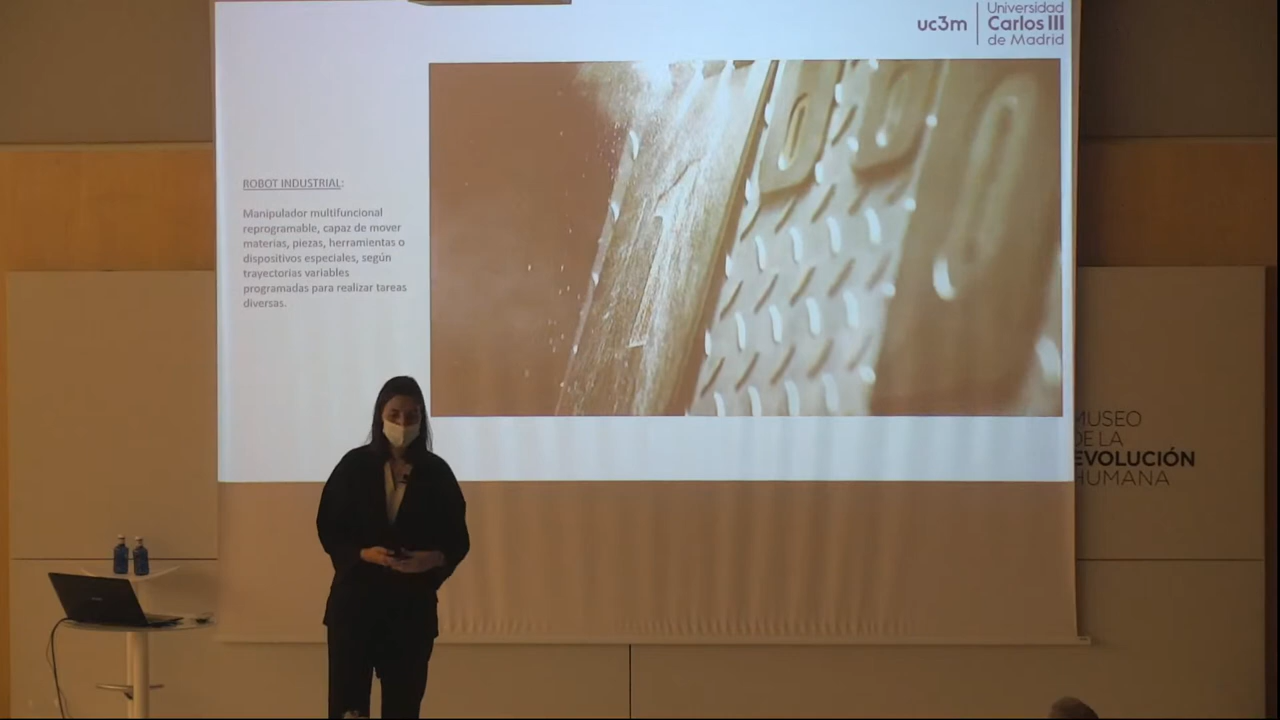 uc3m
Universidad
Carlos III
de Madrid
ROBOT INDUSTRIAL:
Manipulador multifuncional
reprogramable, capaz de mover
materias, piezas, herramientas o
dispositivos especiales, según
trayectorias variables
programadas para realizar tareas
diversas.
MUSEO
DE LA
EVOLUCIÓN
HUMANA